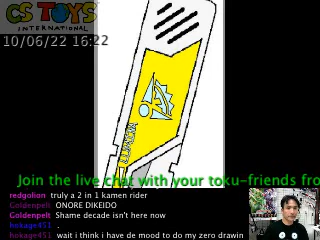 CS TOYS
INTERNATIONAL
10/06/22 16:22
Join the live chat with your toku-friends fro
redgolion truly a 2 in 1 kamen rider
Goldenpelt ONORE DIKEIDO
Goldenpelt Shame decade isn't here now
hokage451 .
hokage451 wait i think i have de mood to do my zero drawin